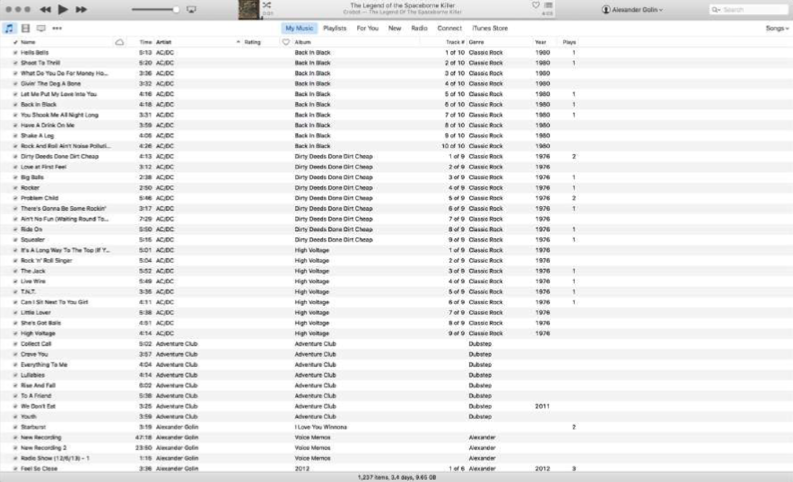 The Legend of the Spaceborne Killer
Alexander Golin
Search
My Music Playlists For You New Radio Connect iTunes Store
Songs
Name Time Artist Rating Album Track # Genre Year Plays
Hells Bells 5:13 AC/DC Back In Black 1 of 10 Classic Rock 1980 1
Shoot To Thrill 5:20 AC/DC Back In Black 2 of 10 Classic Rock 1980 1
What Do You Do For Money Ho... 3:36 AC/DC Back In Black 3 of 10 Classic Rock 1980
Givin' The Dog A Bone 3:32 AC/DC Back In Black 4 of 10 Classic Rock 1980
Let Me Put My Love Into You 4:16 AC/DC Back In Black 5 of 10 Classic Rock 1980 1
Back In Black 4:16 AC/DC Back In Black 6 of 10 Classic Rock 1980 1
You Shook Me All Night Long 3:31 AC/DC Back In Black 7 of 10 Classic Rock 1980 1
Have A Drink On Me 3:59 AC/DC Back In Black 8 of 10 Classic Rock 1980
Shake A Leg 4:06 AC/DC Back In Black 9 of 10 Classic Rock 1980
Rock And Roll Ain't Noise Polluti... 4:26 AC/DC Back In Black 10 of 10 Classic Rock 1980
Dirty Deeds Done Dirt Cheap 4:13 AC/DC Dirty Deeds Done Dirt Cheap 1 of 9 Classic Rock 1976 2
Love at First Feel 3:12 AC/DC Dirty Deeds Done Dirt Cheap 2 of 9 Classic Rock 1976
Big Balls 2:38 AC/DC Dirty Deeds Done Dirt Cheap 3 of 9 Classic Rock 1976 1
Rocker 2:50 AC/DC Dirty Deeds Done Dirt Cheap 4 of 9 Classic Rock 1976 1
Problem Child 5:46 AC/DC Dirty Deeds Done Dirt Cheap 5 of 9 Classic Rock 1976 2
There's Gonna Be Some Rockin' 3:17 AC/DC Dirty Deeds Done Dirt Cheap 6 of 9 Classic Rock 1976 1
Ain't No Fun (Waiting Round To... 7:29 AC/DC Dirty Deeds Done Dirt Cheap 7 of 9 Classic Rock 1976
Ride On 5:50 AC/DC Dirty Deeds Done Dirt Cheap 8 of 9 Classic Rock 1976 1
Squealer 5:15 AC/DC Dirty Deeds Done Dirt Cheap 9 of 9 Classic Rock 1976 1
It's A Long Way To The Top (If Y... 5:01 AC/DC High Voltage 1 of 9 Classic Rock 1976
Rock 'n' Roll Singer 5:04 AC/DC High Voltage 2 of 9 Classic Rock 1976
The Jack 5:52 AC/DC High Voltage 3 of 9 Classic Rock 1976 1
Live Wire 5:49 AC/DC High Voltage 4 of 9 Classic Rock 1976 1
T.N.T. 3:35 AC/DC High Voltage 5 of 9 Classic Rock 1976 1
Can I Sit Next To You Girl 4:11 AC/DC High Voltage 6 of 9 Classic Rock 1976 1
Little Lover 5:38 AC/DC High Voltage 7 of 9 Classic Rock 1976
She's Got Balls 4:51 AC/DC High Voltage 8 of 9 Classic Rock 1976
High Voltage 4:14 AC/DC High Voltage 9 of 9 Classic Rock 1976
Collect Call 5:02 Adventure Club Adventure Club Dubstep
Crave You 3:57 Adventure Club Adventure Club Dubstep
Everything To Me 4:04 Adventure Club Adventure Club Dubstep
Lullabies 4:14 Adventure Club Adventure Club Dubstep
Rise And Fall 5:02 Adventure Club Adventure Club Dubstep
To A Friend 5:38 Adventure Club Adventure Club Dubstep
We Don't Eat 3:25 Adventure Club Adventure Club Dubstep 2011
Youth 3:59 Adventure Club Adventure Club Dubstep
Starburst 3:19 Alexander Golin I Love You Winnona 2
New Recording 47:18 Alexander Golin Voice Memos Alexander
New Recording 2 23:50 Alexander Golin Voice Memos Alexander
Radio Show (12/6/13) - 1 1:15 Alexander Golin Voice Memos Alexander
Feel So Close 3:36 Alexander Golin 2012 1 of 6 Alexander 2012 3
1,237 items, 3.4 days, 9.65 GB